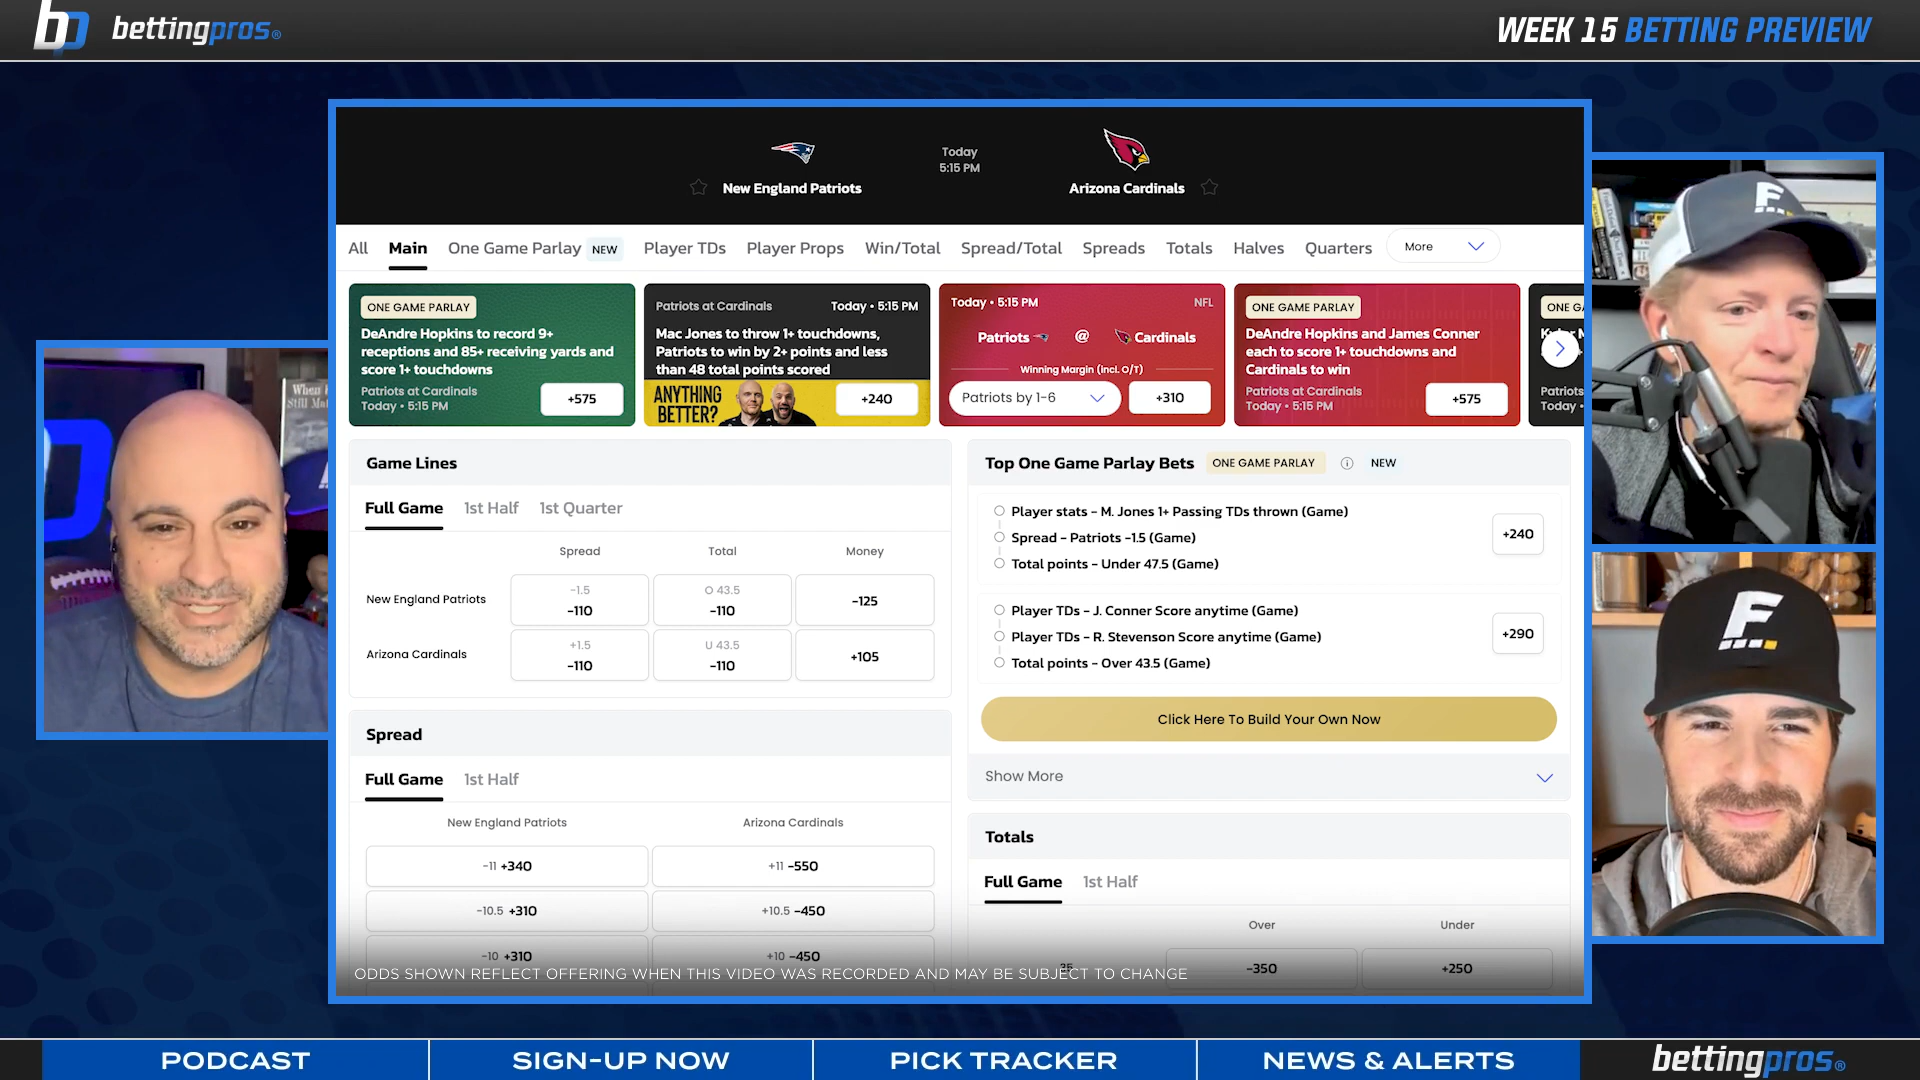 bettingpros®
WEEK 15 BETTING PREVIEW
Today
5:15 PM
New England Patriots
Arizona Cardinals
All Main One Game Parlay NEW Player TDs Player Props Win/Total Spread/Total Spreads Totals Halves Quarters More
ONE GAME PARLAY
DeAndre Hopkins to record 9+
receptions and 85+ receiving yards and
score 1+ touchdowns
Patriots at Cardinals
Today • 5:15 PM
+575
Patriots at Cardinals Today • 5:15 PM
Mac Jones to throw 1+ touchdowns,
Patriots to win by 2+ points and less
than 48 total points scored
ANYTHING
BETTER?
+240
Today • 5:15 PM NFL
Patriots @ Cardinals
Winning Margin (incl. O/T)
Patriots by 1-6
+310
ONE GAME PARLAY
DeAndre Hopkins and James Conner
each to score 1+ touchdowns and
Cardinals to win
Patriots at Cardinals
Today • 5:15 PM
+575
Patriots
Today •
Game Lines
Full Game 1st Half 1st Quarter
Spread Total Money
New England Patriots
-1.5
-110
O 43.5
-110
-125
Arizona Cardinals
+1.5
-110
U 43.5
-110
+105
Spread
Full Game 1st Half
New England Patriots Arizona Cardinals
-11 +340 +11 -550
-10.5 +310 +10.5 -450
-10 +310 +10 -450
Top One Game Parlay Bets ONE GAME PARLAY NEW
Player stats - M. Jones 1+ Passing TDs thrown (Game)
Spread - Patriots -1.5 (Game)
Total points - Under 47.5 (Game)
+240
Player TDs - J. Conner Score anytime (Game)
Player TDs - R. Stevenson Score anytime (Game)
Total points - Over 43.5 (Game)
+290
Click Here To Build Your Own Now
Show More
Totals
Full Game 1st Half
Over Under
-350 +250
ODDS SHOWN REFLECT OFFERING WHEN THIS VIDEO WAS RECORDED AND MAY BE SUBJECT TO CHANGE
PODCAST SIGN-UP NOW PICK TRACKER NEWS & ALERTS bettingpros®